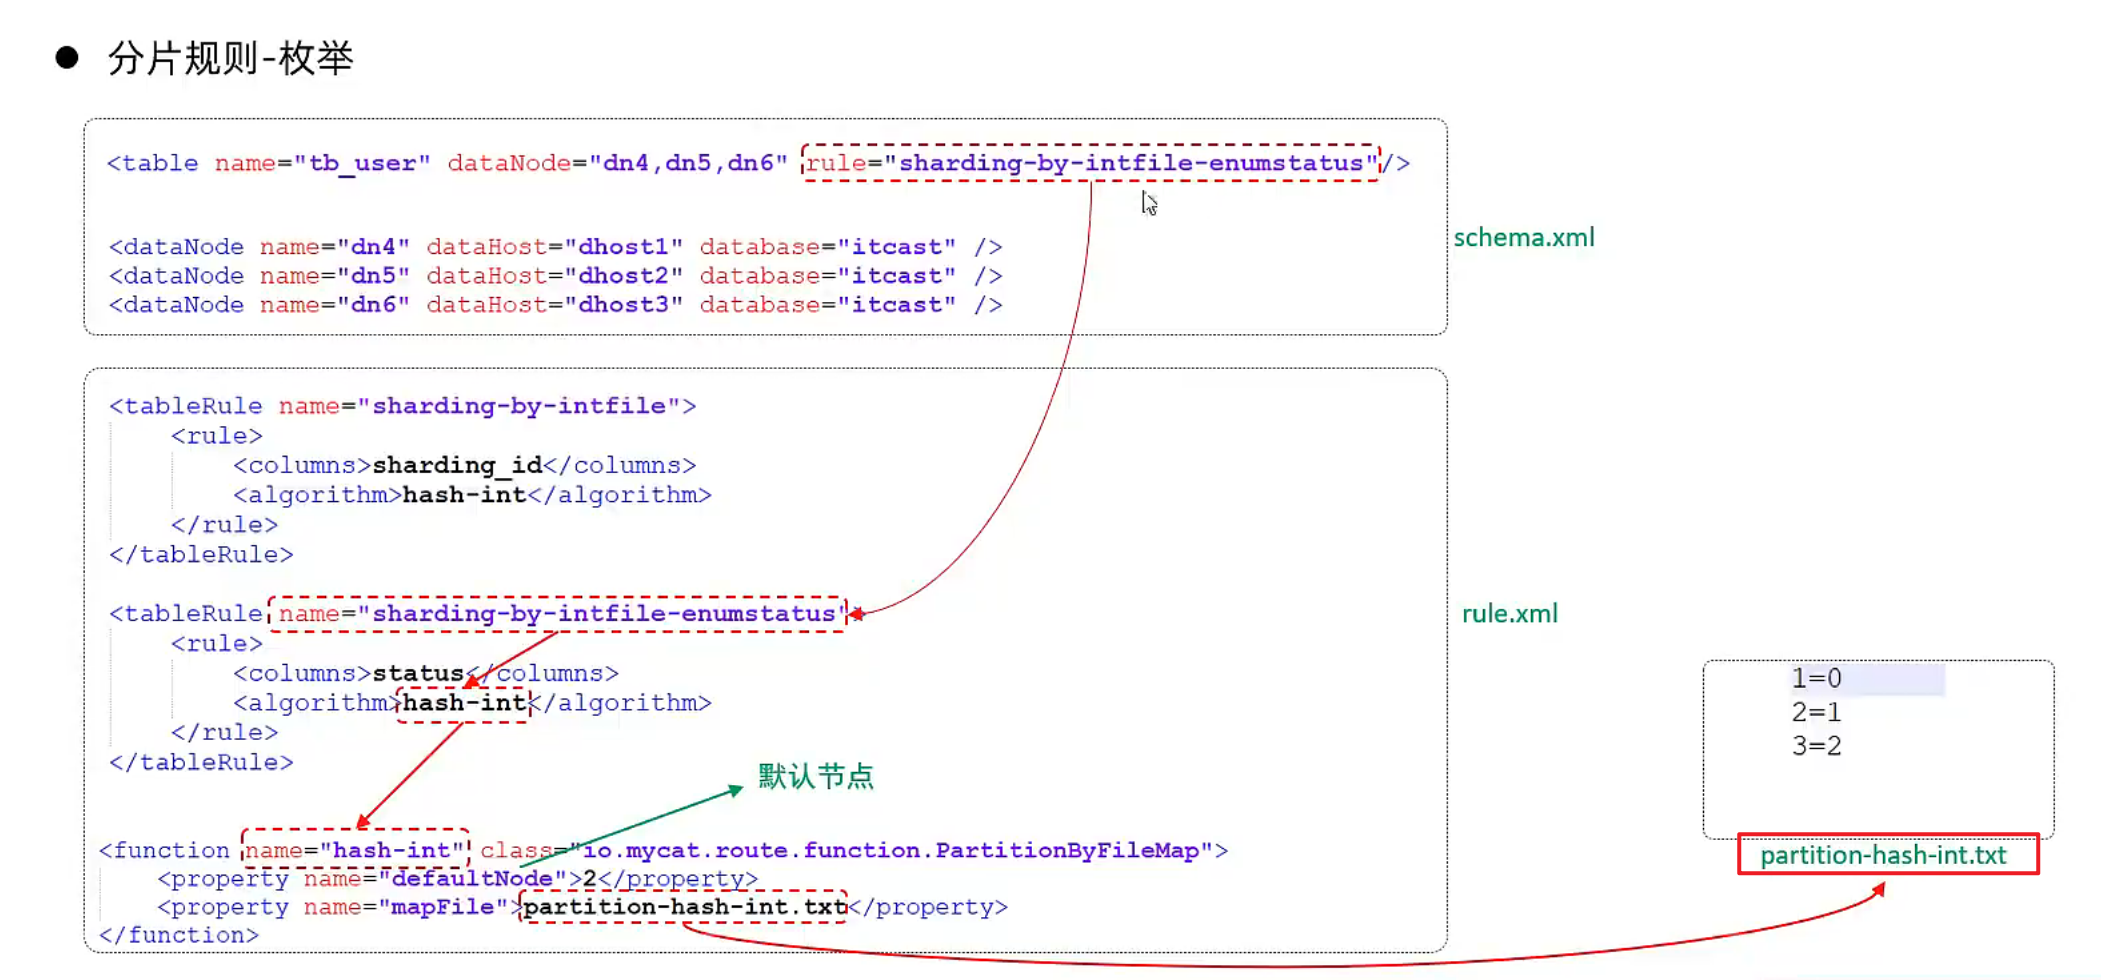 ● 分片规则-枚举
<table name="tb_user" dataNode="dn4,dn5,dn6" rule="sharding-by-intfile-enumstatus"/>
<dataNode name="dn4" dataHost="dhost1" database="itcast" />
<dataNode name="dn5" dataHost="dhost2" database="itcast" />
<dataNode name="dn6" dataHost="dhost3" database="itcast" />
schema.xml
<tableRule name="sharding-by-intfile">
<rule>
<columns>sharding_id</columns>
<algorithm>hash-int</algorithm>
</rule>
</tableRule>
<tableRule name="sharding-by-intfile-enumstatus">
<rule>
<columns>status</columns>
<algorithm>hash-int</algorithm>
</rule>
</tableRule>
默认节点
<function name="hash-int" class="io.mycat.route.function.PartitionByFileMap">
<property name="defaultNode">2</property>
<property name="mapFile">partition-hash-int.txt</property>
</function>
rule.xml
1=0
2=1
3=2
partition-hash-int.txt